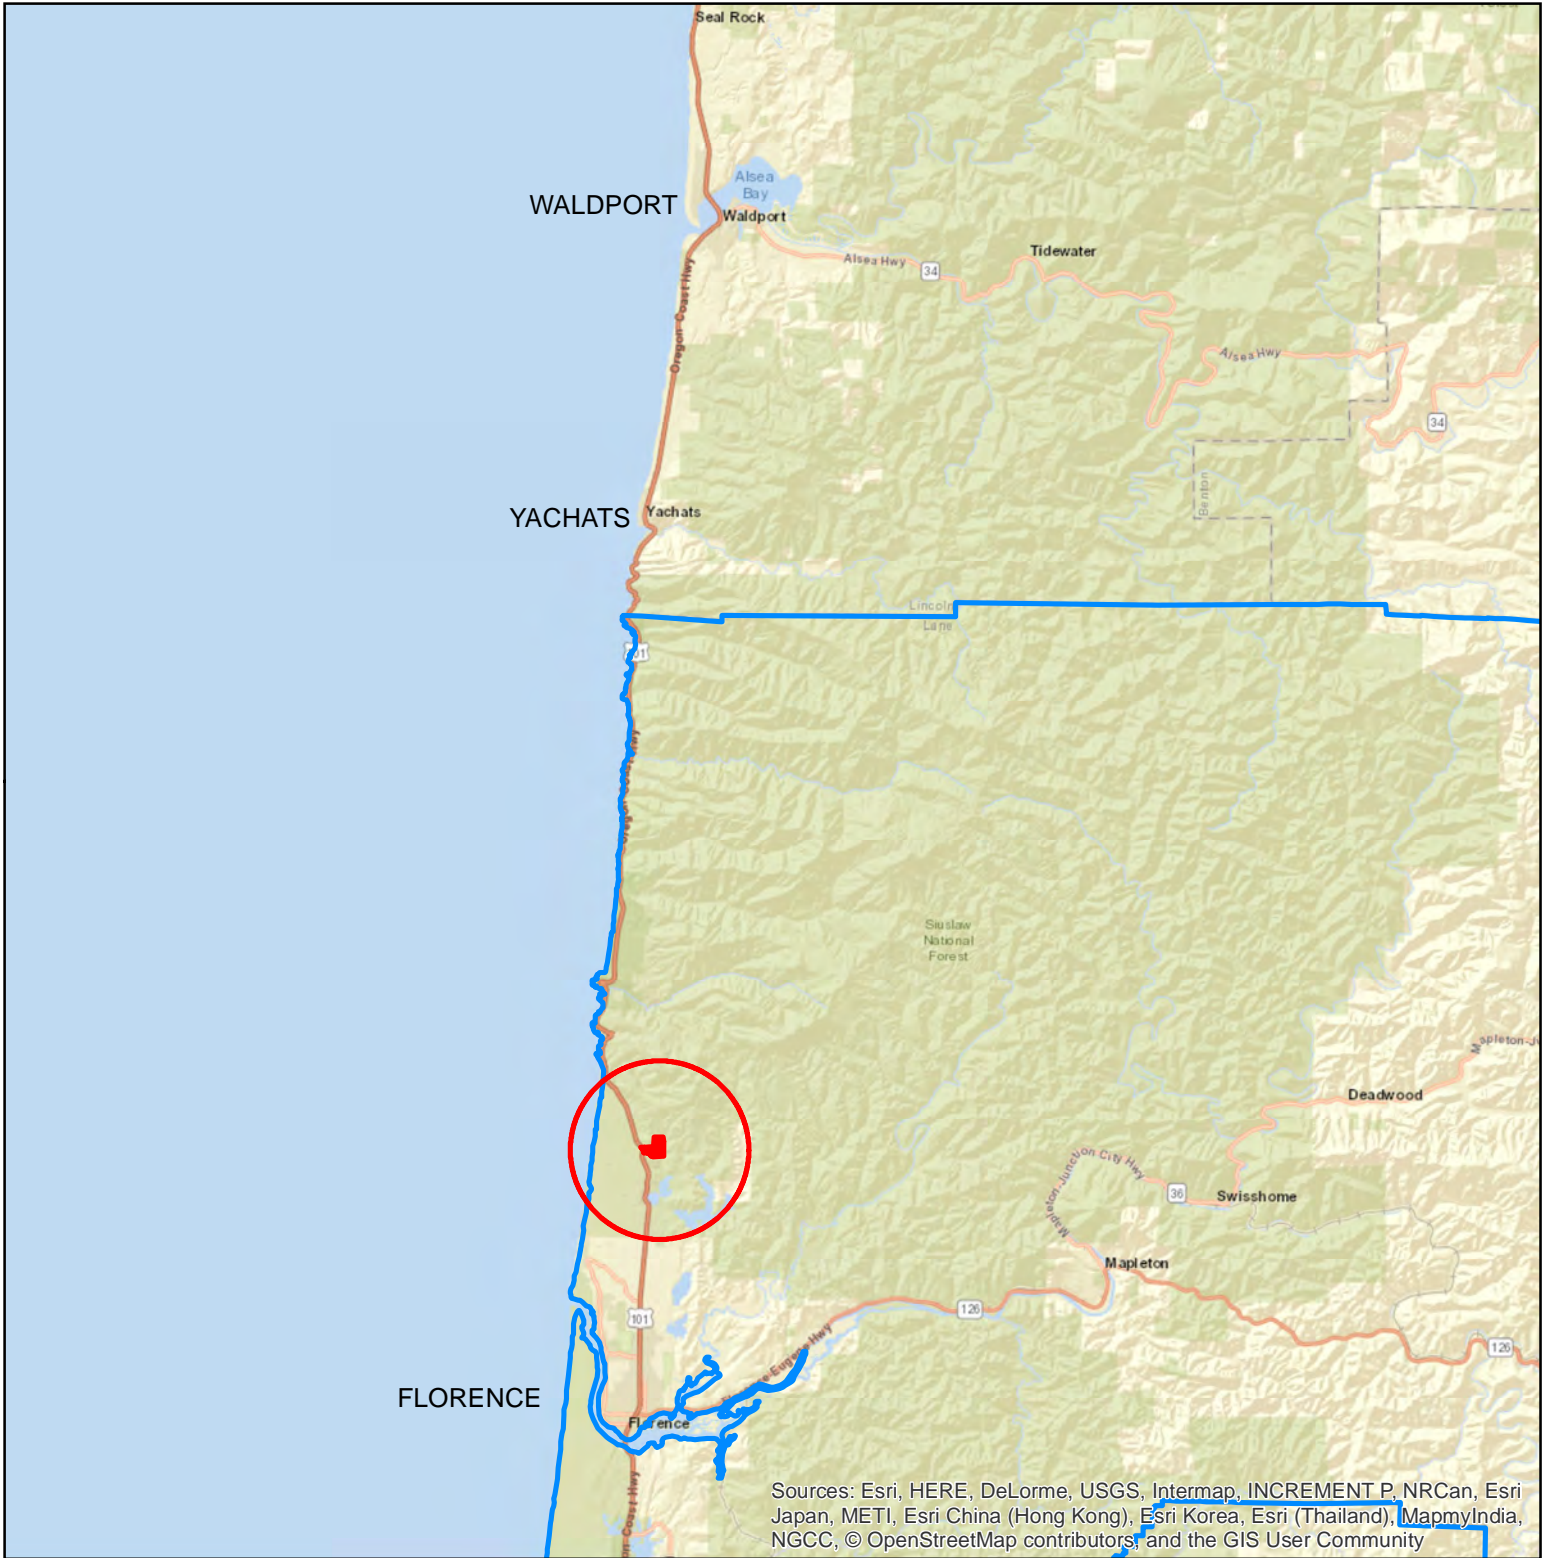 Seal Rock
Alsea
Bay
WALDPORT
Waldport
Tidewater
Alsea Hwy
34
Oregon Coast Hwy
Alsea Hwy
34
Benton
YACHATS
Yachats
Lincoln
Lane
Siuslaw
National
Forest
Deadwood
Mapleton-Junction City Hwy
36
Swisshome
Mapleton
101
126
126
Florence-Eugene Hwy
FLORENCE
Florence
Coast Hwy
Sources: Esri, HERE, DeLorme, USGS, Intermap, INCREMENT P, NRCan, Esri
Japan, METI, Esri China (Hong Kong), Esri Korea, Esri (Thailand), MapmyIndia,
NGCC, © OpenStreetMap contributors, and the GIS User Community